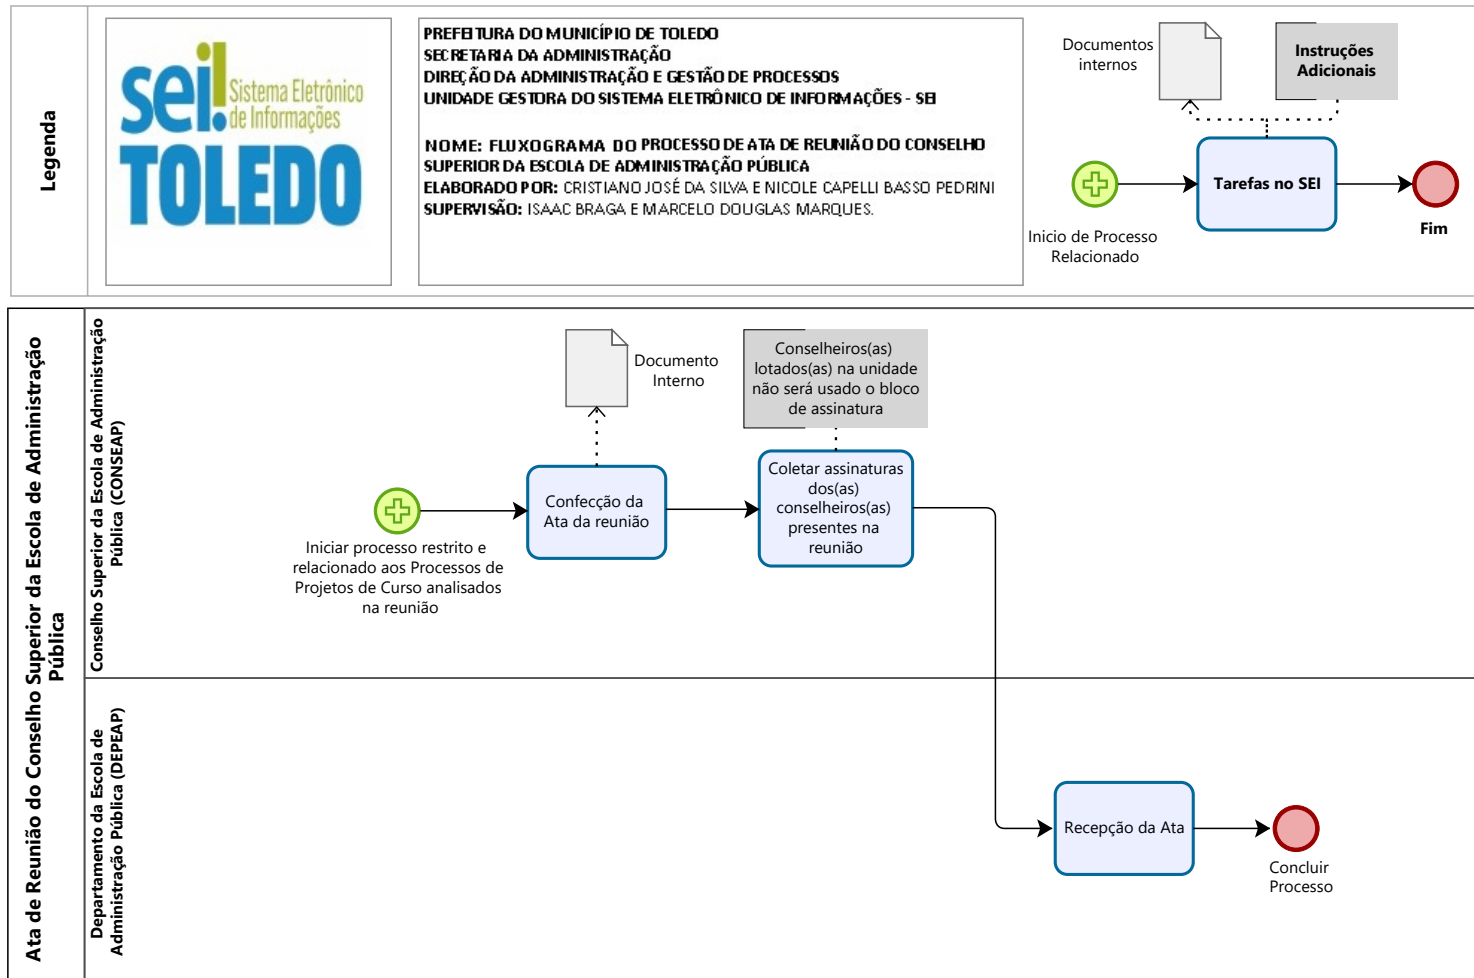 Legenda
sei!
Sistema Eletrônico
de Informações
TOLEDO
PREFEITURA DO MUNICÍPIO DE TOLEDO
SECRETARIA DA ADMINISTRAÇÃO
DIREÇÃO DA ADMINISTRAÇÃO E GESTÃO DE PROCESSOS
UNIDADE GESTORA DO SISTEMA ELETRÔNICO DE INFORMAÇÕES - SEI
NOME: FLUXOGRAMA DO PROCESSO DE ATA DE REUNIÃO DO CONSELHO
SUPERIOR DA ESCOLA DE ADMINISTRAÇÃO PÚBLICA
ELABORADO POR: CRISTIANO JOSÉ DA SILVA E NICOLE CAPELLI BASSO PEDRINI
SUPERVISÃO: ISAAC BRAGA E MARCELO DOUGLAS MARQUES.
Documentos
internos
Instruções
Adicionais
Inicio de Processo
Relacionado
Tarefas no SEI
Fim
Ata de Reunião do Conselho Superior da Escola de Administração
Pública
Conselho Superior da Escola de Administração
Pública (CONSEAP)
Iniciar processo restrito e
relacionado aos Processos de
Projetos de Curso analisados
na reunião
Confecção da
Ata da reunião
Documento
Interno
Conselheiros(as)
lotados(as) na unidade
não será usado o bloco
de assinatura
Coletar assinaturas
dos(as)
conselheiros(as)
presentes na
reunião
Departamento da Escola de
Administração Pública (DEPEAP)
Recepção da Ata
Concluir
Processo